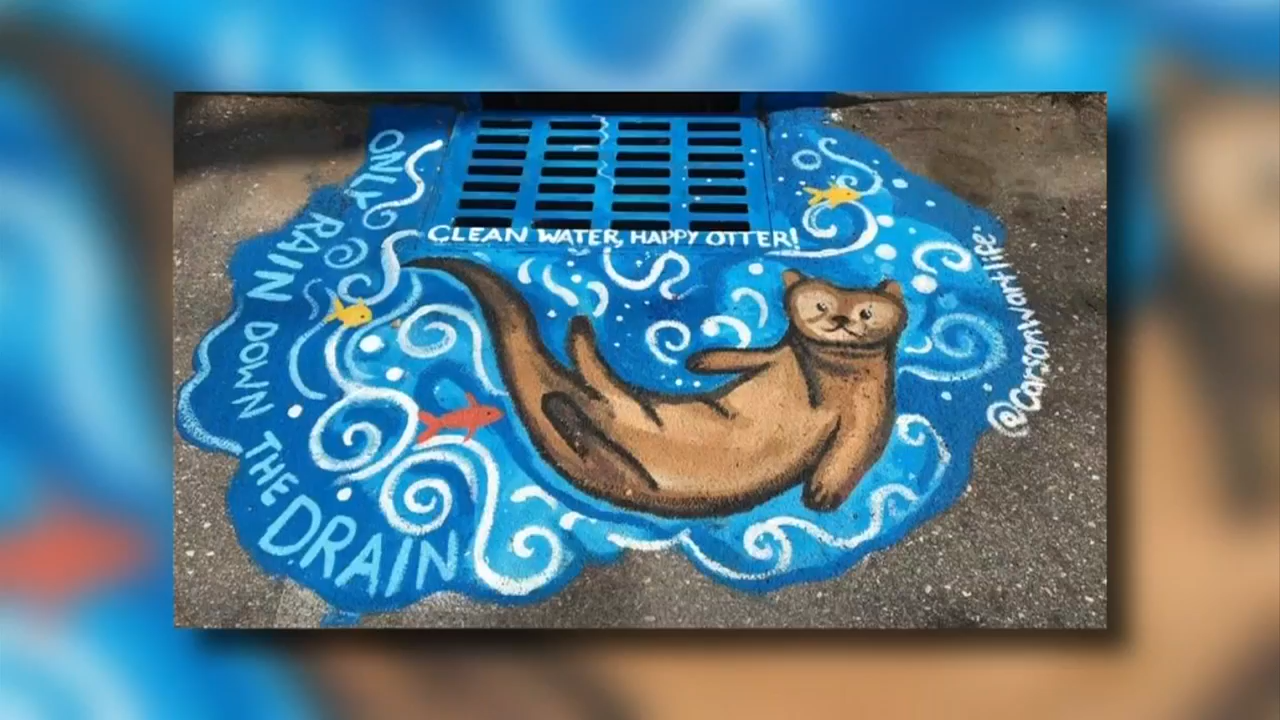 CLEAN WATER, HAPPY OTTER!
ONLY RAIN DOWN THE DRAIN
@carsonwartlife